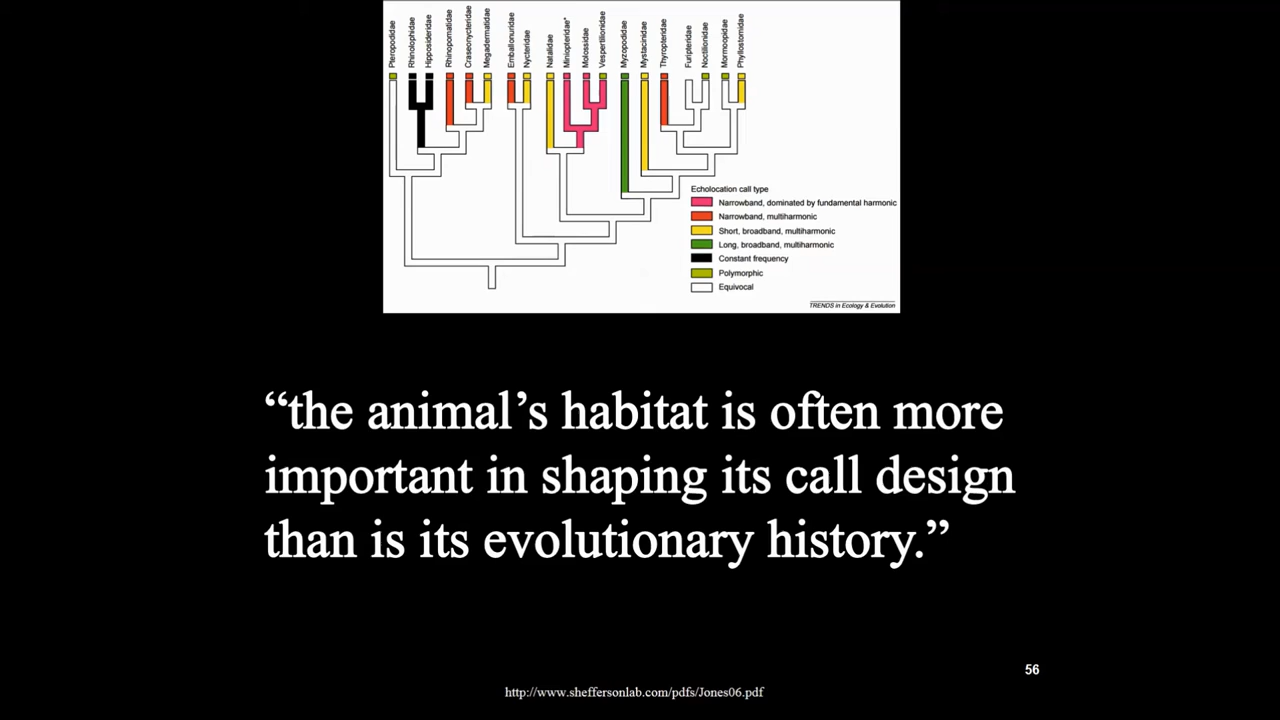 Pteropodidae
Rhinolophidae
Hipposideridae
Rhinopomatidae
Craseonycteridae
Megadermatidae
Emballonuridae
Nycteridae
Natalidae
Miniopteridae*
Molossidae
Vespertilionidae
Myzopodidae
Mystacinidae
Thyropteridae
Furipteridae
Noctilionidae
Mormoopidae
Phyllostomidae
Echolocation call type
Narrowband, dominated by fundamental harmonic
Narrowband, multiharmonic
Short, broadband, multiharmonic
Long, broadband, multiharmonic
Constant frequency
Polymorphic
Equivocal
TRENDS in Ecology & Evolution
“the animal’s habitat is often more
important in shaping its call design
than is its evolutionary history.”
56
http://www.sheffersonlab.com/pdfs/Jones06.pdf